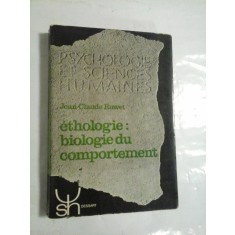 PSYCHOLOGIE
ET SCIENCES
HUMAINES
Jean-Claude Ruwet
éthologie:
biologie du
comportement